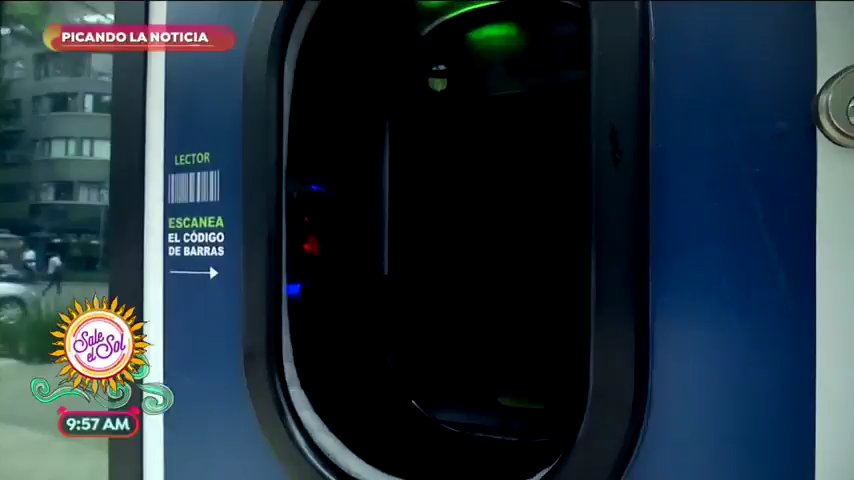 PICANDO LA NOTICIA
LECTOR
ESCANEA
EL CÓDIGO
DE BARRAS
Sale
el Sol
9:57 AM